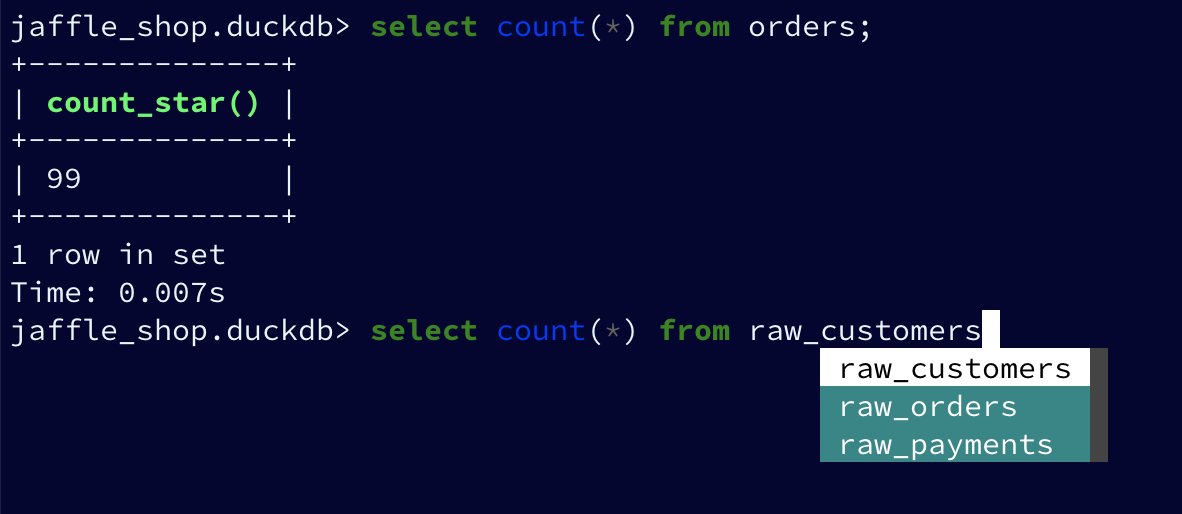 jaffle_shop.duckdb> select count(*) from orders;
+--------------+
| count_star() |
+--------------+
| 99           |
+--------------+
1 row in set
Time: 0.007s
jaffle_shop.duckdb> select count(*) from raw_customers
raw_customers
raw_orders
raw_payments